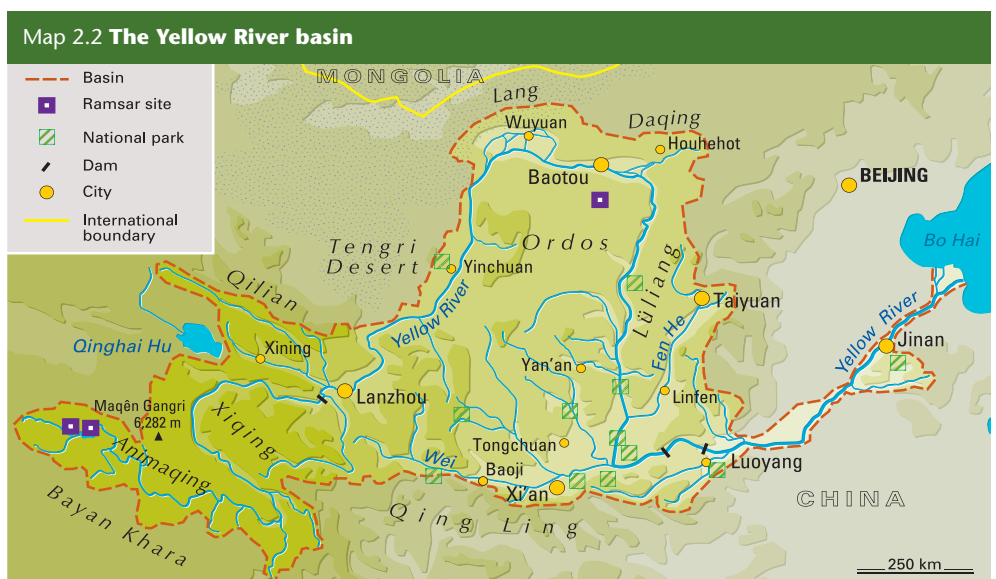 Map 2.2 The Yellow River basin
Basin
Ramsar site
National park
Dam
City
International
boundary
MONGOLIA
Lang
Wuyuan
Daqing
Houhehot
Baotou
BEIJING
Bo Hai
Ordos
Tengri
Desert
Yinchuan
Qilian
Yellow River
Lüliang
Taiyuan
Fen He
Yellow River
Jinan
Qinghai Hu
Xining
Yan'an
Lanzhou
Linfen
Maqên Gangri
6,282 m
Xiqing
Animaqing
Tongchuan
Wei
Baoji
Luoyang
Xi'an
Bayan Khara
Qing Ling
CHINA
250 km